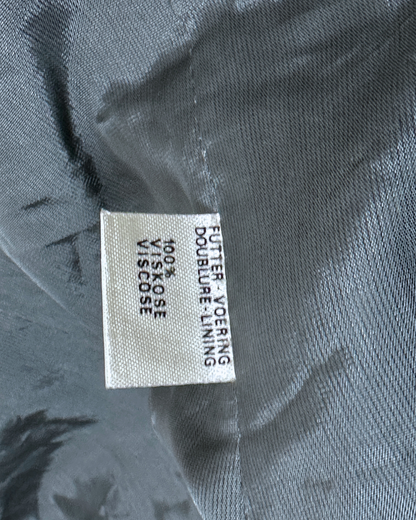 FUTTER · VOERING
DOUBLURE · LINING
100%
VISKOSE
VISCOSE